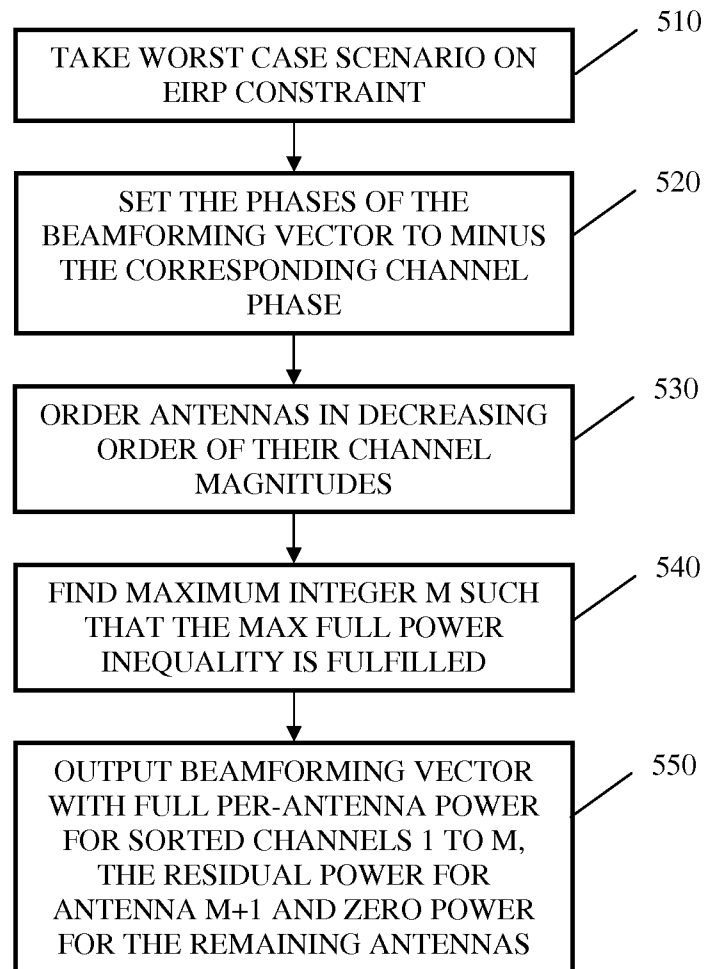 510
TAKE WORST CASE SCENARIO ON
EIRP CONSTRAINT
520
SET THE PHASES OF THE
BEAMFORMING VECTOR TO MINUS
THE CORRESPONDING CHANNEL
PHASE
530
ORDER ANTENNAS IN DECREASING
ORDER OF THEIR CHANNEL
MAGNITUDES
540
FIND MAXIMUM INTEGER M SUCH
THAT THE MAX FULL POWER
INEQUALITY IS FULFILLED
550
OUTPUT BEAMFORMING VECTOR
WITH FULL PER-ANTENNA POWER
FOR SORTED CHANNELS 1 TO M,
THE RESIDUAL POWER FOR
ANTENNA M+1 AND ZERO POWER
FOR THE REMAINING ANTENNAS